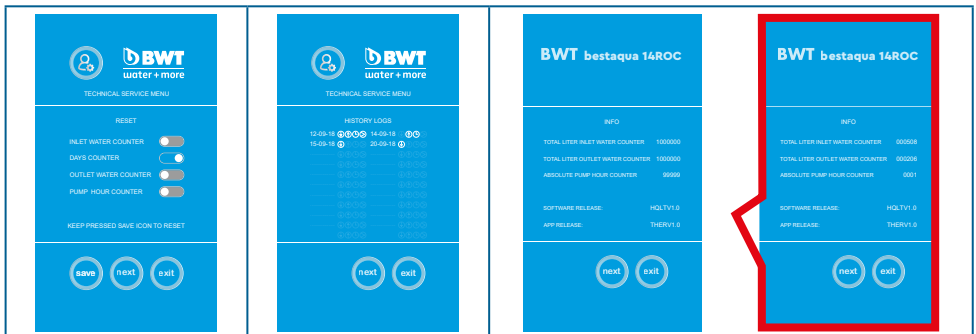 BWT
water + more
TECHNICAL SERVICE MENU
RESET
INLET WATER COUNTER
DAYS COUNTER
OUTLET WATER COUNTER
PUMP HOUR COUNTER
KEEP PRESSED SAVE ICON TO RESET
save next exit
BWT
water + more
TECHNICAL SERVICE MENU
HISTORY LOGS
12-09-18 14-09-18
15-09-18 20-09-18
next exit
BWT bestaqua 14ROC
INFO
TOTAL LITER INLET WATER COUNTER 1000000
TOTAL LITER OUTLET WATER COUNTER 1000000
ABSOLUTE PUMP HOUR COUNTER 99999
SOFTWARE RELEASE: HQLTV1.0
APP RELEASE: THERV1.0
next exit
BWT bestaqua 14ROC
INFO
TOTAL LITER INLET WATER COUNTER 000508
TOTAL LITER OUTLET WATER COUNTER 000206
ABSOLUTE PUMP HOUR COUNTER 0001
SOFTWARE RELEASE: HQLTV1.0
APP RELEASE: THERV1.0
next exit